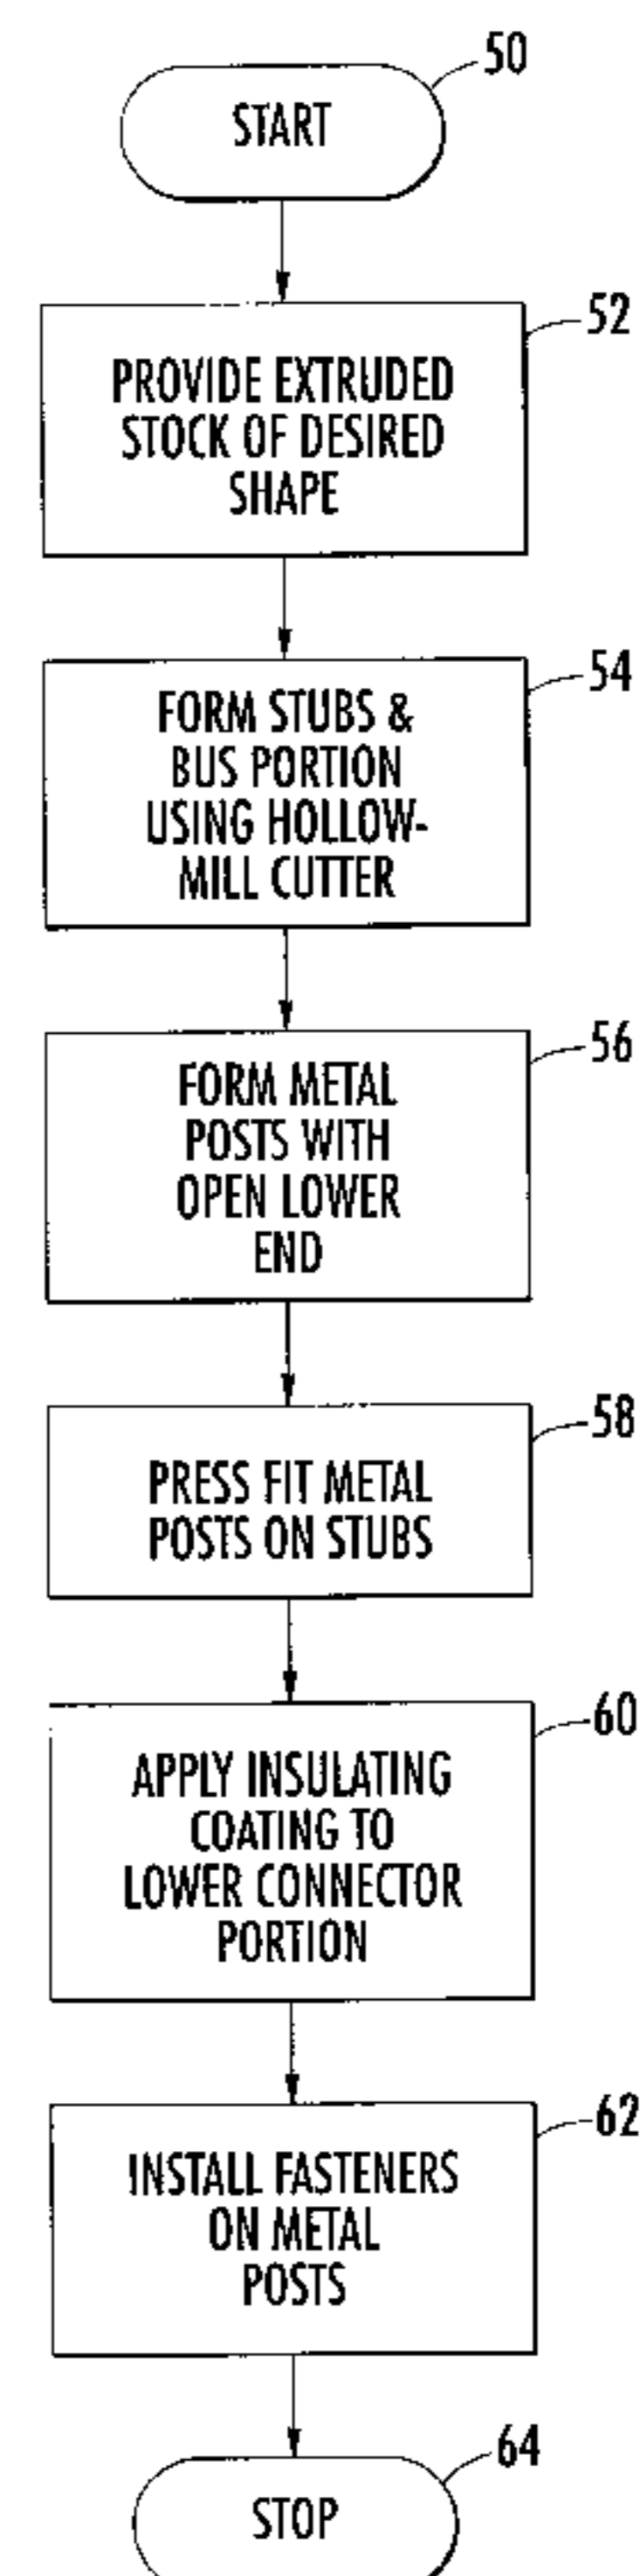 50
START
52
PROVIDE EXTRUDED
STOCK OF DESIRED
SHAPE
54
FORM STUBS &
BUS PORTION
USING HOLLOW-
MILL CUTTER
56
FORM METAL
POSTS WITH
OPEN LOWER
END
58
PRESS FIT METAL
POSTS ON STUBS
60
APPLY INSULATING
COATING TO
LOWER CONNECTOR
PORTION
62
INSTALL FASTENERS
ON METAL
POSTS
64
STOP